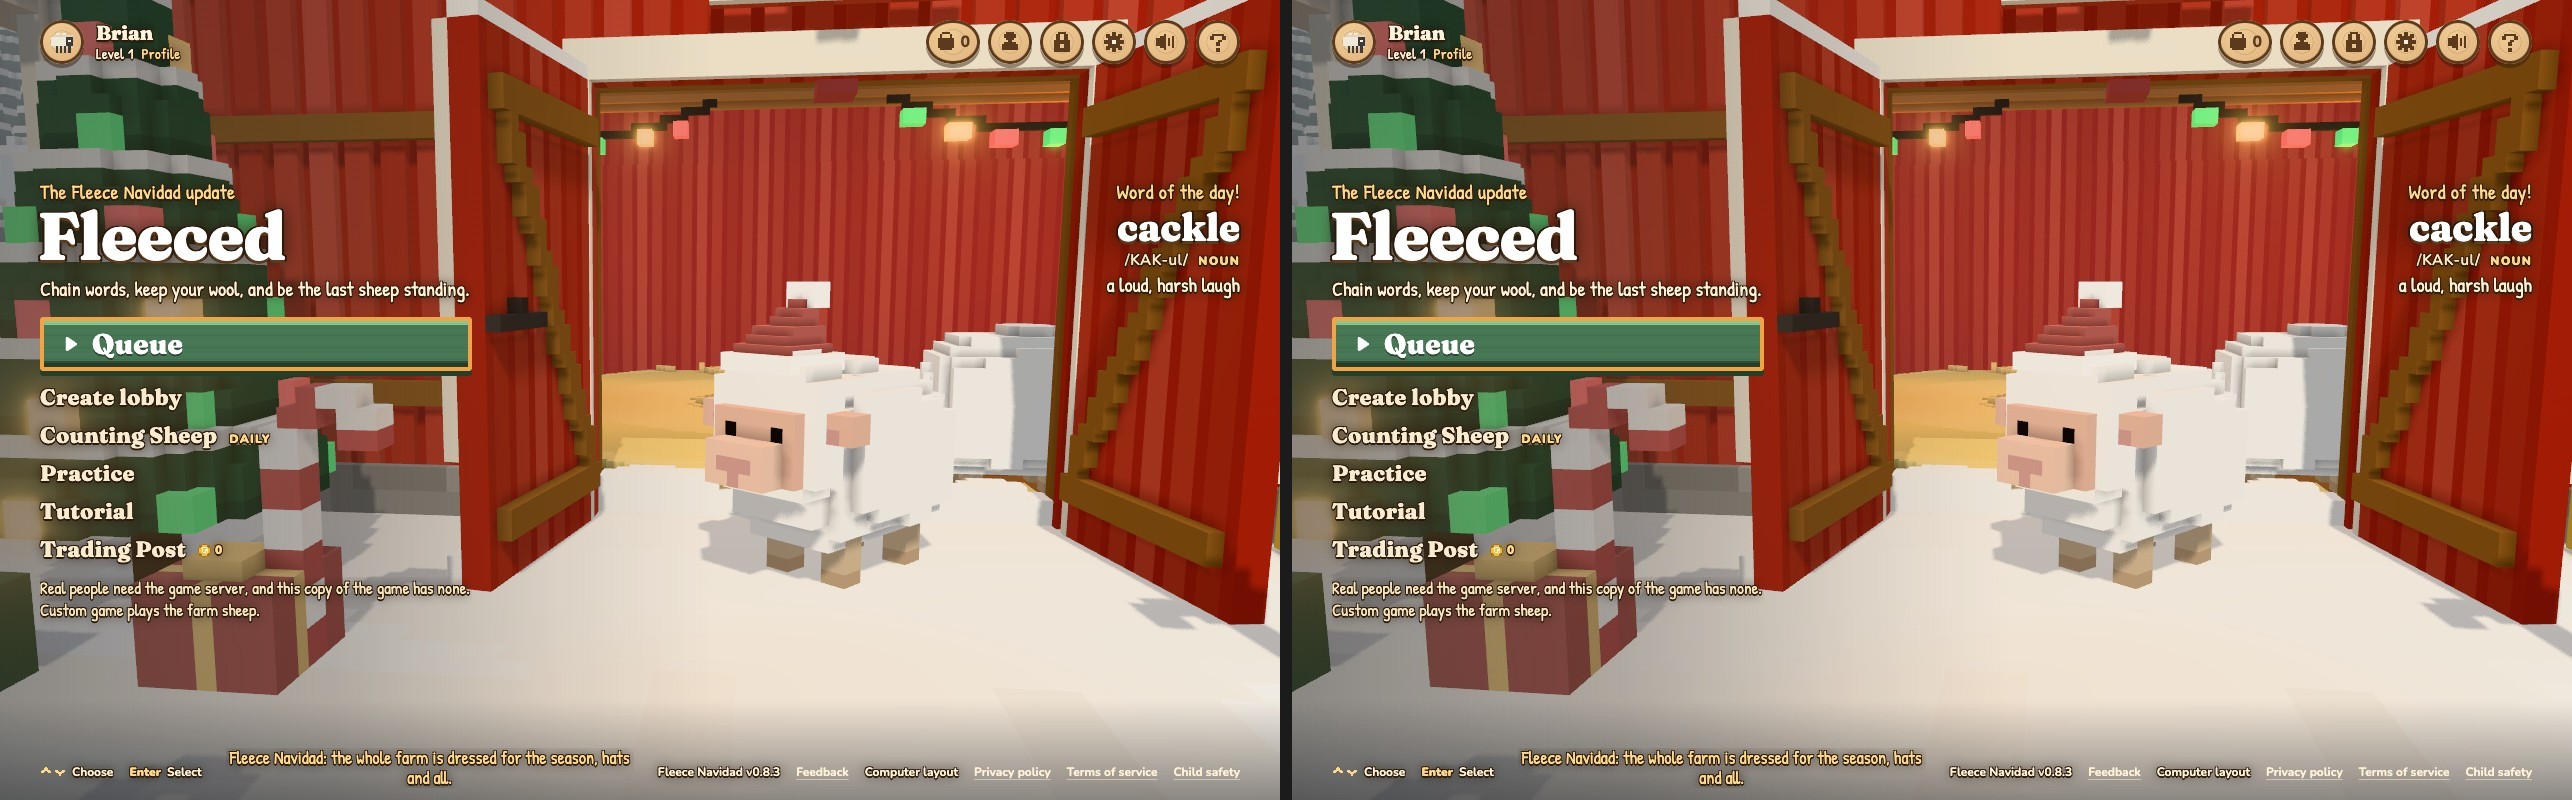 Brian
Level 1 Profile
0
The Fleece Navidad update
Fleeced
Chain words, keep your wool, and be the last sheep standing.
Queue
Create lobby
Counting Sheep DAILY
Practice
Tutorial
Trading Post 0
Real people need the game server, and this copy of the game has none.
Custom game plays the farm sheep.
Word of the day!
cackle
/KAK-ul/ NOUN
a loud, harsh laugh
Choose Enter Select
Fleece Navidad: the whole farm is dressed for the season, hats
and all.
Fleece Navidad v0.8.3 Feedback Computer layout Privacy policy Terms of service Child safety
Brian
Level 1 Profile
0
The Fleece Navidad update
Fleeced
Chain words, keep your wool, and be the last sheep standing.
Queue
Create lobby
Counting Sheep DAILY
Practice
Tutorial
Trading Post 0
Real people need the game server, and this copy of the game has none.
Custom game plays the farm sheep.
Word of the day!
cackle
/KAK-ul/ NOUN
a loud, harsh laugh
Choose Enter Select
Fleece Navidad: the whole farm is dressed for the season, hats
and all.
Fleece Navidad v0.8.3 Feedback Computer layout Privacy policy Terms of service Child safety